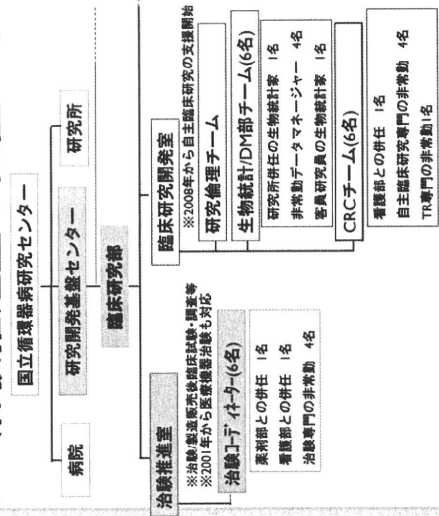 国立循環器病研究センター
病院
研究開発基盤センター
研究所
臨床研究部
治験推進室
※治験/製造販売後臨床試験・調査等
※2001年から医療機器治験も対応
治験コーディネーター(6名)
薬剤部との併任 1名
看護部との併任 1名
治験専門の非常勤 4名
臨床研究開発室
※2008年から自主臨床研究の支援開始
研究倫理チーム
生物統計/DM部チーム(6名)
研究所併任の生物統計家 1名
非常勤データマネージャー 4名
客員研究員の生物統計家 1名
CRCチーム(6名)
看護部との併任 1名
自主臨床研究専門の非常勤 4名
TR専門の非常勤1名